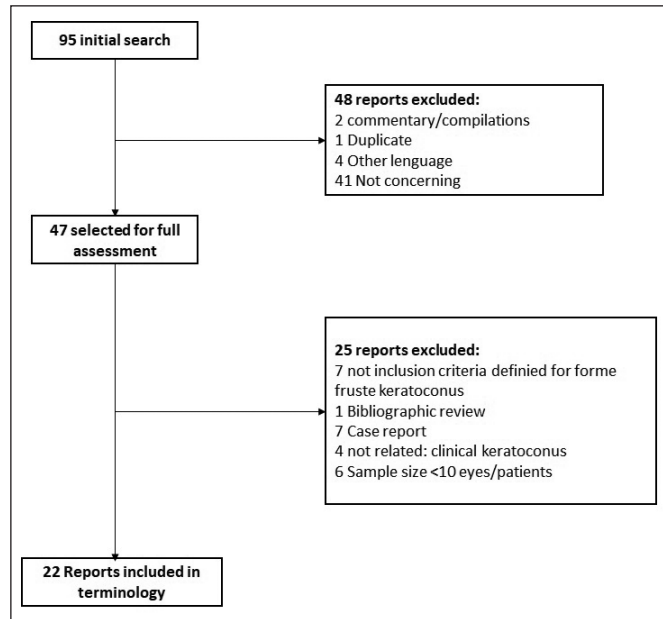 95 initial search
48 reports excluded:
2 commentary/compilations
1 Duplicate
4 Other lenguage
41 Not concerning
47 selected for full
assessment
25 reports excluded:
7 not inclusion criteria definied for forme
fruste keratoconus
1 Bibliographic review
7 Case report
4 not related: clinical keratoconus
6 Sample size <10 eyes/patients
22 Reports included in
terminology